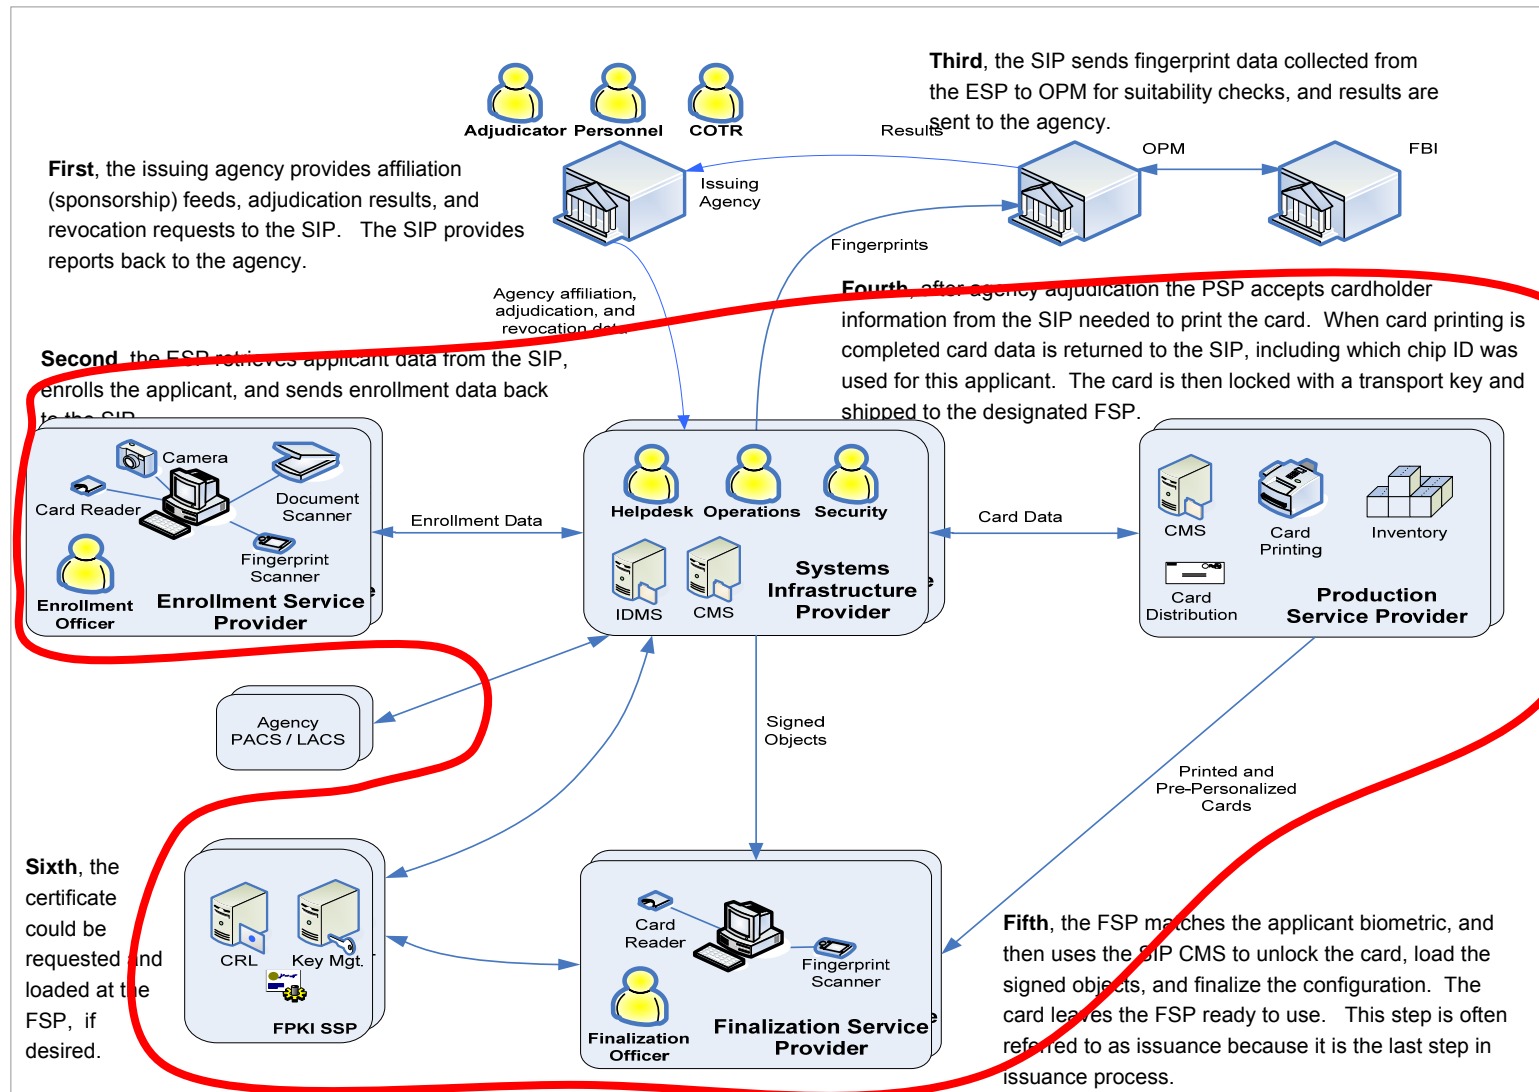 Third, the SIP sends fingerprint data collected from
the ESP to OPM for suitability checks, and results are
sent to the agency.
Adjudicator Personnel COTR
Results
OPM
FBI
First, the issuing agency provides affiliation
(sponsorship) feeds, adjudication results, and
revocation requests to the SIP. The SIP provides
reports back to the agency.
Issuing
Agency
Fingerprints
Agency affiliation,
adjudication, and
revocation data
Fourth, after agency adjudication the PSP accepts cardholder
information from the SIP needed to print the card. When card printing is
completed card data is returned to the SIP, including which chip ID was
used for this applicant. The card is then locked with a transport key and
shipped to the designated FSP.
Second, the ESP retrieves applicant data from the SIP,
enrolls the applicant, and sends enrollment data back
to the SIP
Camera
Card Reader
Document
Scanner
Fingerprint
Scanner
Enrollment
Officer
Enrollment Service
Provider
Enrollment Data
Helpdesk Operations Security
IDMS
CMS
Systems
Infrastructure
Provider
Card Data
CMS
Card
Printing
Inventory
Card
Distribution
Production
Service Provider
Agency
PACS / LACS
Signed
Objects
Printed and
Pre-Personalized
Cards
Sixth, the
certificate
could be
requested and
loaded at the
FSP, if
desired.
CRL
Key Mgt.
FPKI SSP
Card
Reader
Fingerprint
Scanner
Finalization
Officer
Finalization Service
Provider
Fifth, the FSP matches the applicant biometric, and
then uses the SIP CMS to unlock the card, load the
signed objects, and finalize the configuration. The
card leaves the FSP ready to use. This step is often
referred to as issuance because it is the last step in
issuance process.